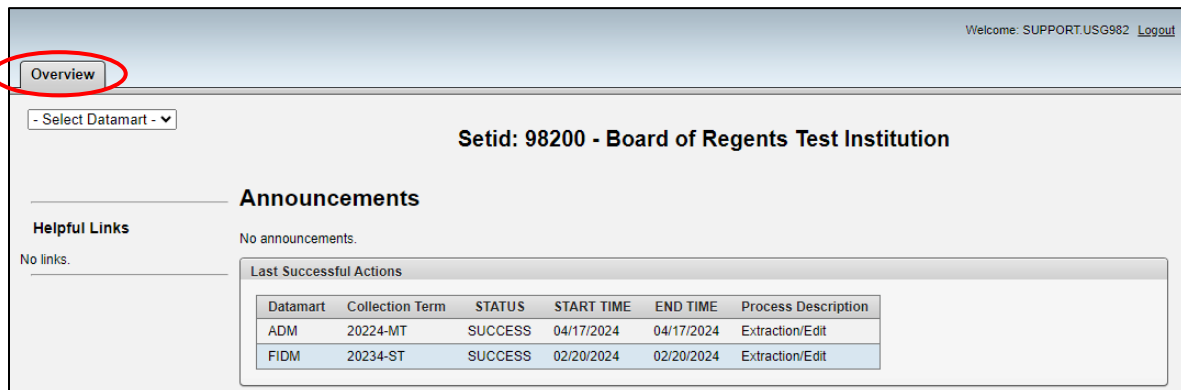 Welcome: SUPPORT.USG982 Logout
Overview
- Select Datamart -
Setid: 98200 - Board of Regents Test Institution
Announcements
Helpful Links
No announcements.
No links.
Last Successful Actions
Datamart Collection Term STATUS START TIME END TIME Process Description
ADM 20224-MT SUCCESS 04/17/2024 04/17/2024 Extraction/Edit
FIDM 20234-ST SUCCESS 02/20/2024 02/20/2024 Extraction/Edit